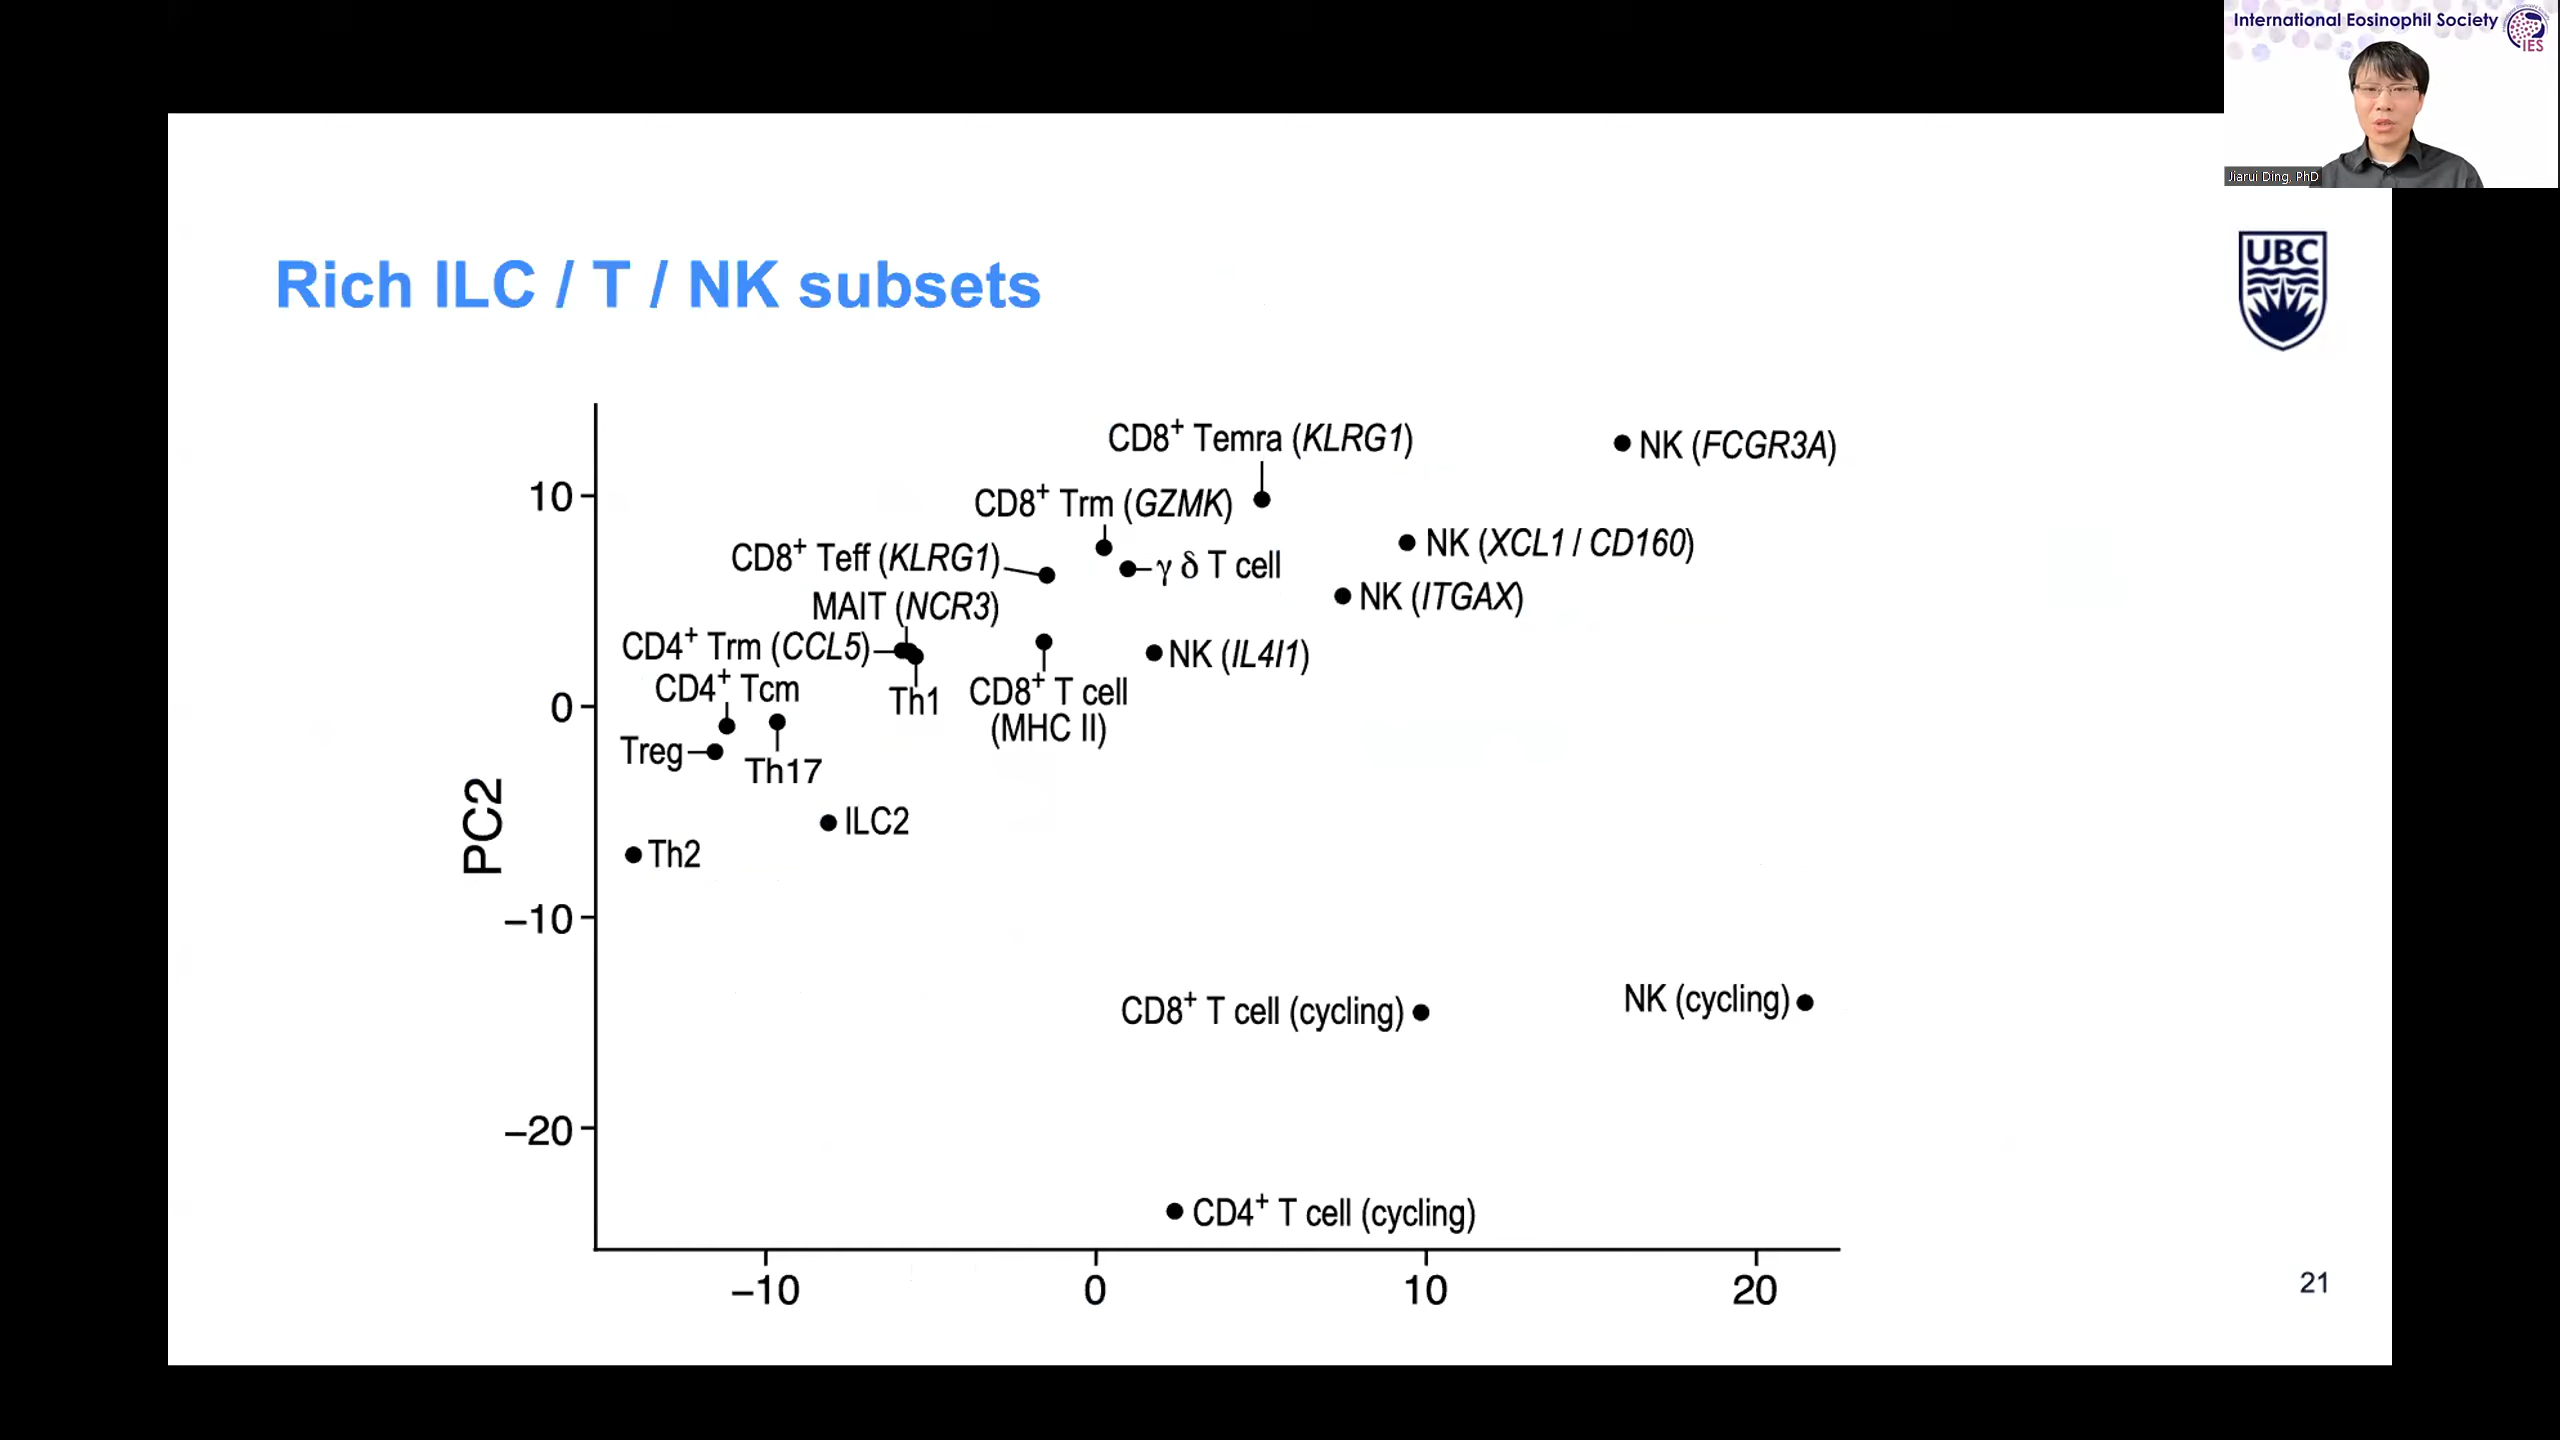 International Eosinophil Society
IES
Jiarui Ding, PhD
UBC
Rich ILC / T / NK subsets
CD8⁺ Temra (KLRG1)
NK (FCGR3A)
10
CD8⁺ Trm (GZMK)
CD8⁺ Teff (KLRG1)
γ δ T cell
NK (XCL1 / CD160)
MAIT (NCR3)
NK (ITGAX)
CD4⁺ Trm (CCL5)
NK (IL4I1)
CD4⁺ Tcm
Th1
CD8⁺ T cell
(MHC II)
0
Treg
Th17
ILC2
Th2
PC2
−10
CD8⁺ T cell (cycling)
NK (cycling)
−20
CD4⁺ T cell (cycling)
−10
0
10
20
21